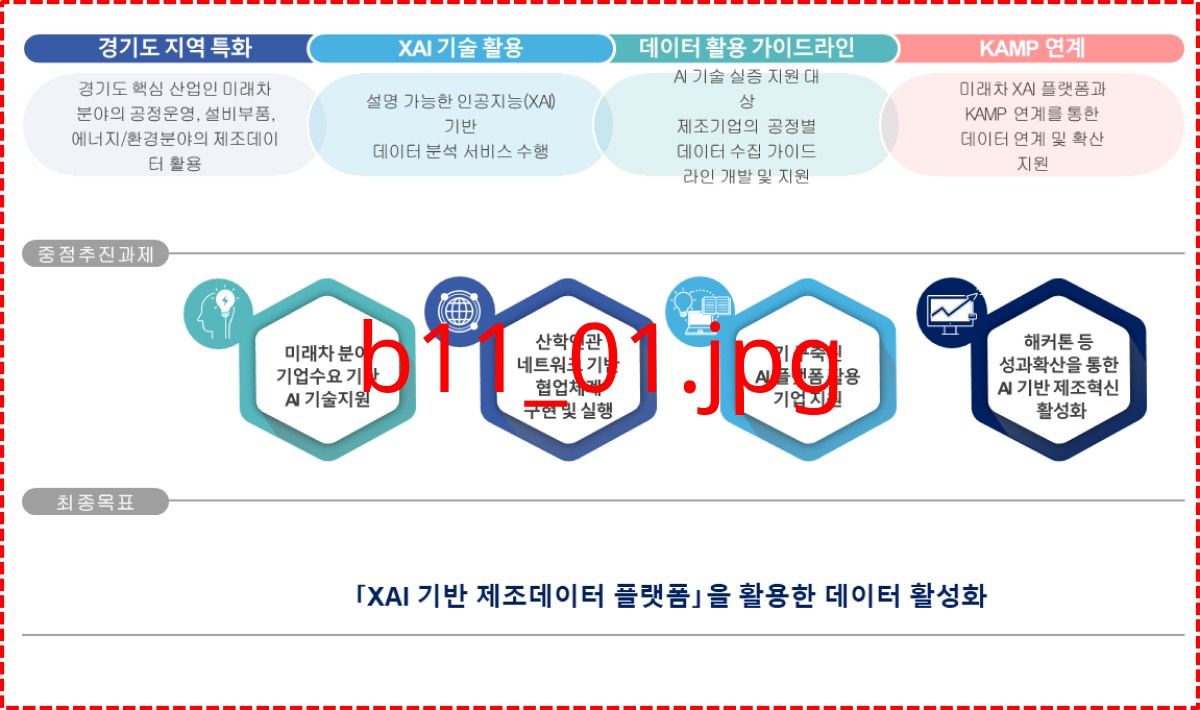 경기도 지역 특화
XAI 기술 활용
데이터 활용 가이드라인
KAMP 연계
경기도 핵심 산업인 미래차
분야의 공정운영, 설비부품,
에너지/환경분야의 제조데이
터 활용
설명 가능한 인공지능(XAI)
기반
데이터 분석 서비스 수행
AI 기술 실증 지원 대
상
제조기업의 공정별
데이터 수집 가이드
라인 개발 및 지원
미래차 XAI 플랫폼과
KAMP 연계를 통한
데이터 연계 및 확산
지원
중점추진과제
미래차 분야
기업수요 기반
AI 기술지원
산학연관
네트워크 기반
협업체계
구현 및 실행
AI 플랫폼 활용
기업 지원
해커톤 등
성과확산을 통한
AI 기반 제조혁신
활성화
b11_01.jpg
최종목표
「XAI 기반 제조데이터 플랫폼」을 활용한 데이터 활성화